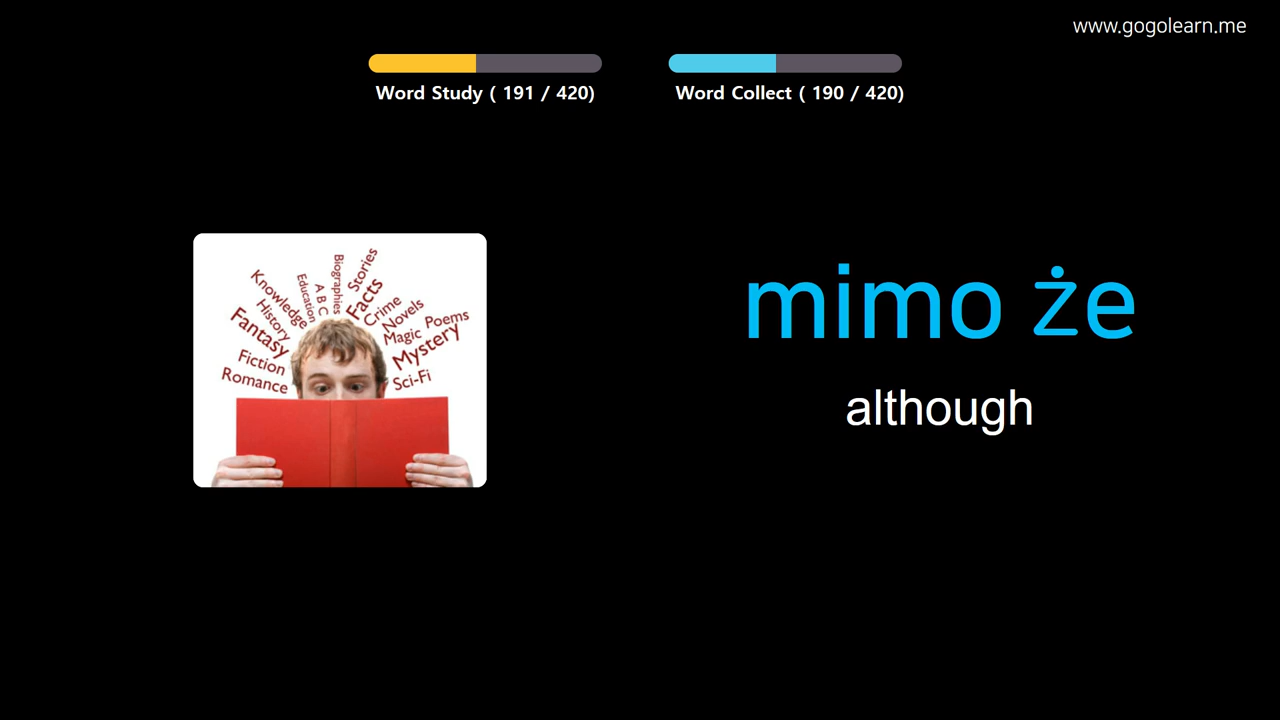 www.gogolearn.me
Word Study ( 191 / 420)
Word Collect ( 190 / 420)
Stories
Biographies
Facts
A B C
Education
Knowledge
Crime
History
Novels
Poems
Fantasy
Magic
Mystery
Fiction
Romance
Sci-Fi
mimo że
although